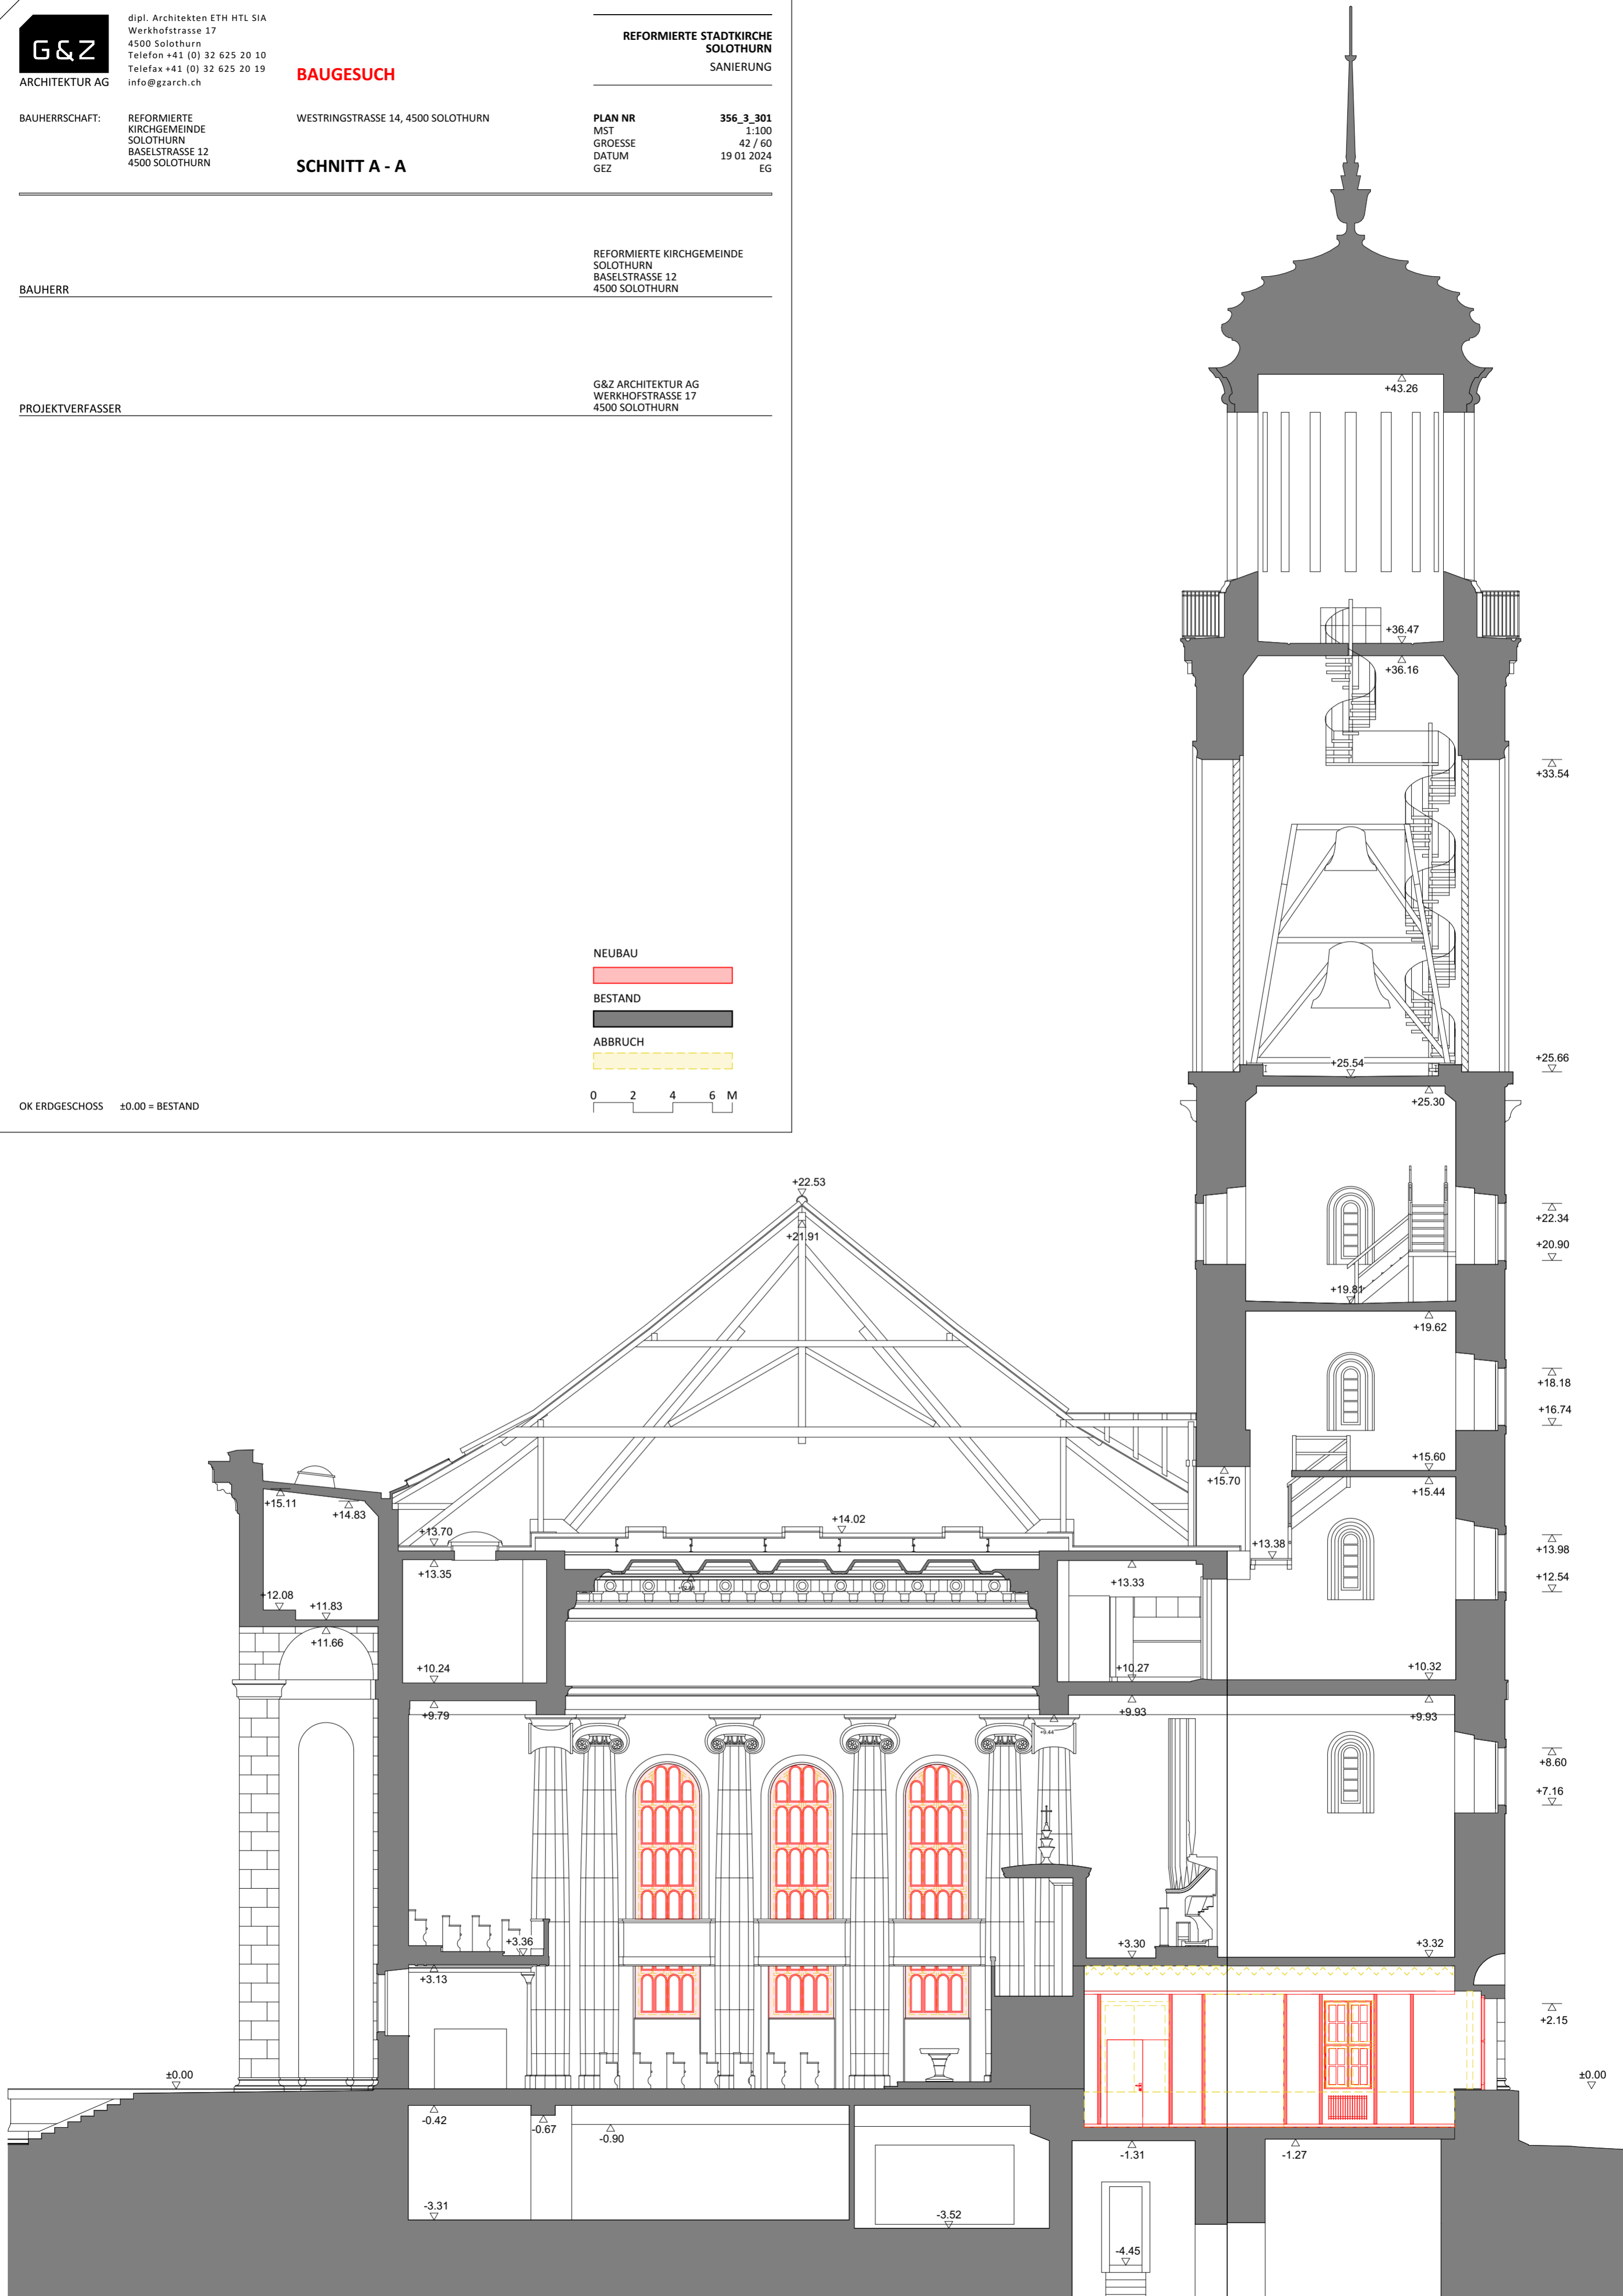 G&Z
ARCHITEKTUR AG
dipl. Architekten ETH HTL SIA
Werkhofstrasse 17
4500 Solothurn
Telefon +41 (0) 32 625 20 10
Telefax +41 (0) 32 625 20 19
info@gzarch.ch
BAUGESUCH
REFORMIERTE STADTKIRCHE
SOLOTHURN
SANIERUNG
BAUHERRSCHAFT:
REFORMIERTE
KIRCHGEMEINDE
SOLOTHURN
BASELSTRASSE 12
4500 SOLOTHURN
WESTRINGSTRASSE 14, 4500 SOLOTHURN
SCHNITT A - A
PLAN NR 356_3_301
MST 1:100
GROESSE 42 / 60
DATUM 19 01 2024
GEZ EG
BAUHERR
REFORMIERTE KIRCHGEMEINDE
SOLOTHURN
BASELSTRASSE 12
4500 SOLOTHURN
PROJEKTVERFASSER
G&Z ARCHITEKTUR AG
WERKHOFSTRASSE 17
4500 SOLOTHURN
NEUBAU
BESTAND
ABBRUCH
0 2 4 6 M
OK ERDGESCHOSS ±0.00 = BESTAND
+43.26
+36.47
+36.16
+33.54
+25.66
+25.54
+25.30
+22.53
+22.34
+21.91
+20.90
+19.81
+19.62
+18.18
+16.74
+15.60
+15.70
+15.44
+15.11
+14.83
+14.02
+13.70
+13.38
+13.98
+13.35
+13.33
+12.54
+12.08
+11.83
+11.66
+10.24
+10.27
+10.32
+9.79
+9.93
+9.93
+9.44
+8.60
+7.16
+3.36
+3.30
+3.32
+3.13
+2.15
±0.00
±0.00
-0.42
-0.67
-0.90
-1.31
-1.27
-3.31
-3.52
-4.45